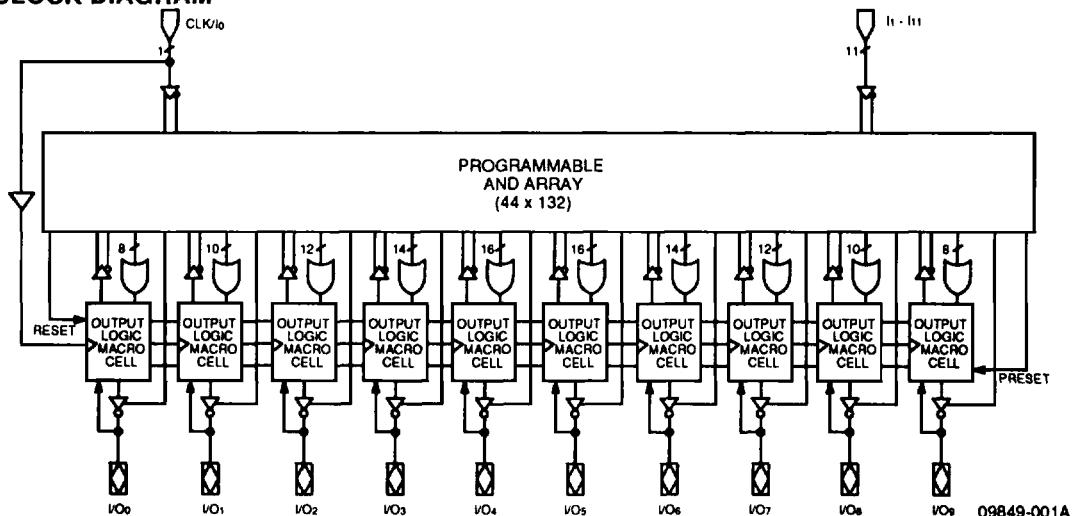 BLOCK DIAGRAM
CLK/I0
I1 - I11
1
11
PROGRAMMABLE
AND ARRAY
(44 x 132)
8 10 12 14 16 16 14 12 10 8
RESET
OUTPUT LOGIC MACRO CELL
OUTPUT LOGIC MACRO CELL
OUTPUT LOGIC MACRO CELL
OUTPUT LOGIC MACRO CELL
OUTPUT LOGIC MACRO CELL
OUTPUT LOGIC MACRO CELL
OUTPUT LOGIC MACRO CELL
OUTPUT LOGIC MACRO CELL
OUTPUT LOGIC MACRO CELL
OUTPUT LOGIC MACRO CELL
PRESET
I/O0 I/O1 I/O2 I/O3 I/O4 I/O5 I/O6 I/O7 I/O8 I/O9
09849-001A